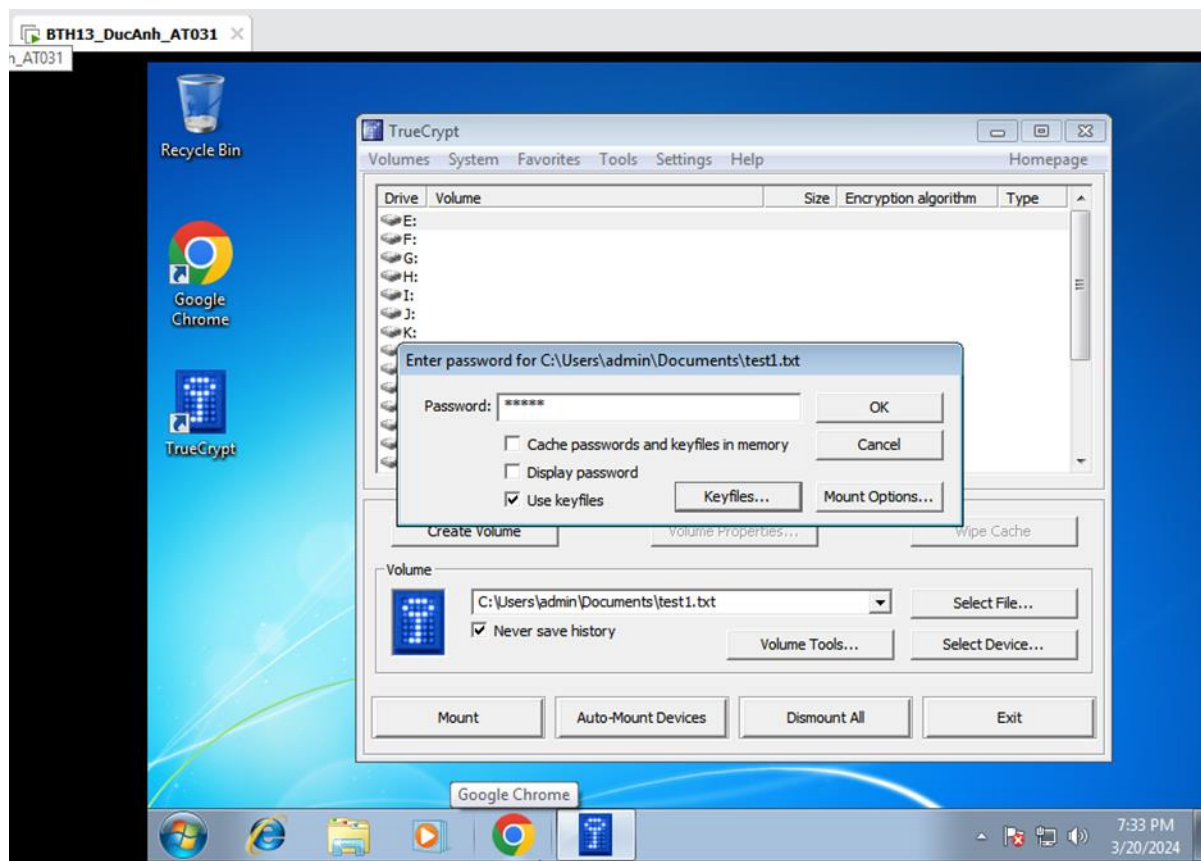 BTH13_DucAnh_AT031
h_AT031
Recycle Bin
Google
Chrome
TrueCrypt
TrueCrypt
Volumes System Favorites Tools Settings Help Homepage
Drive Volume Size Encryption algorithm Type
E:
F:
G:
H:
I:
J:
K:
Enter password for C:\Users\admin\Documents\test1.txt
Password: ***** OK
Cache passwords and keyfiles in memory Cancel
Display password
Use keyfiles Keyfiles... Mount Options...
Create Volume Volume Properties... Wipe Cache
Volume
C:\Users\admin\Documents\test1.txt Select File...
Never save history Volume Tools... Select Device...
Mount Auto-Mount Devices Dismount All Exit
Google Chrome
7:33 PM
3/20/2024